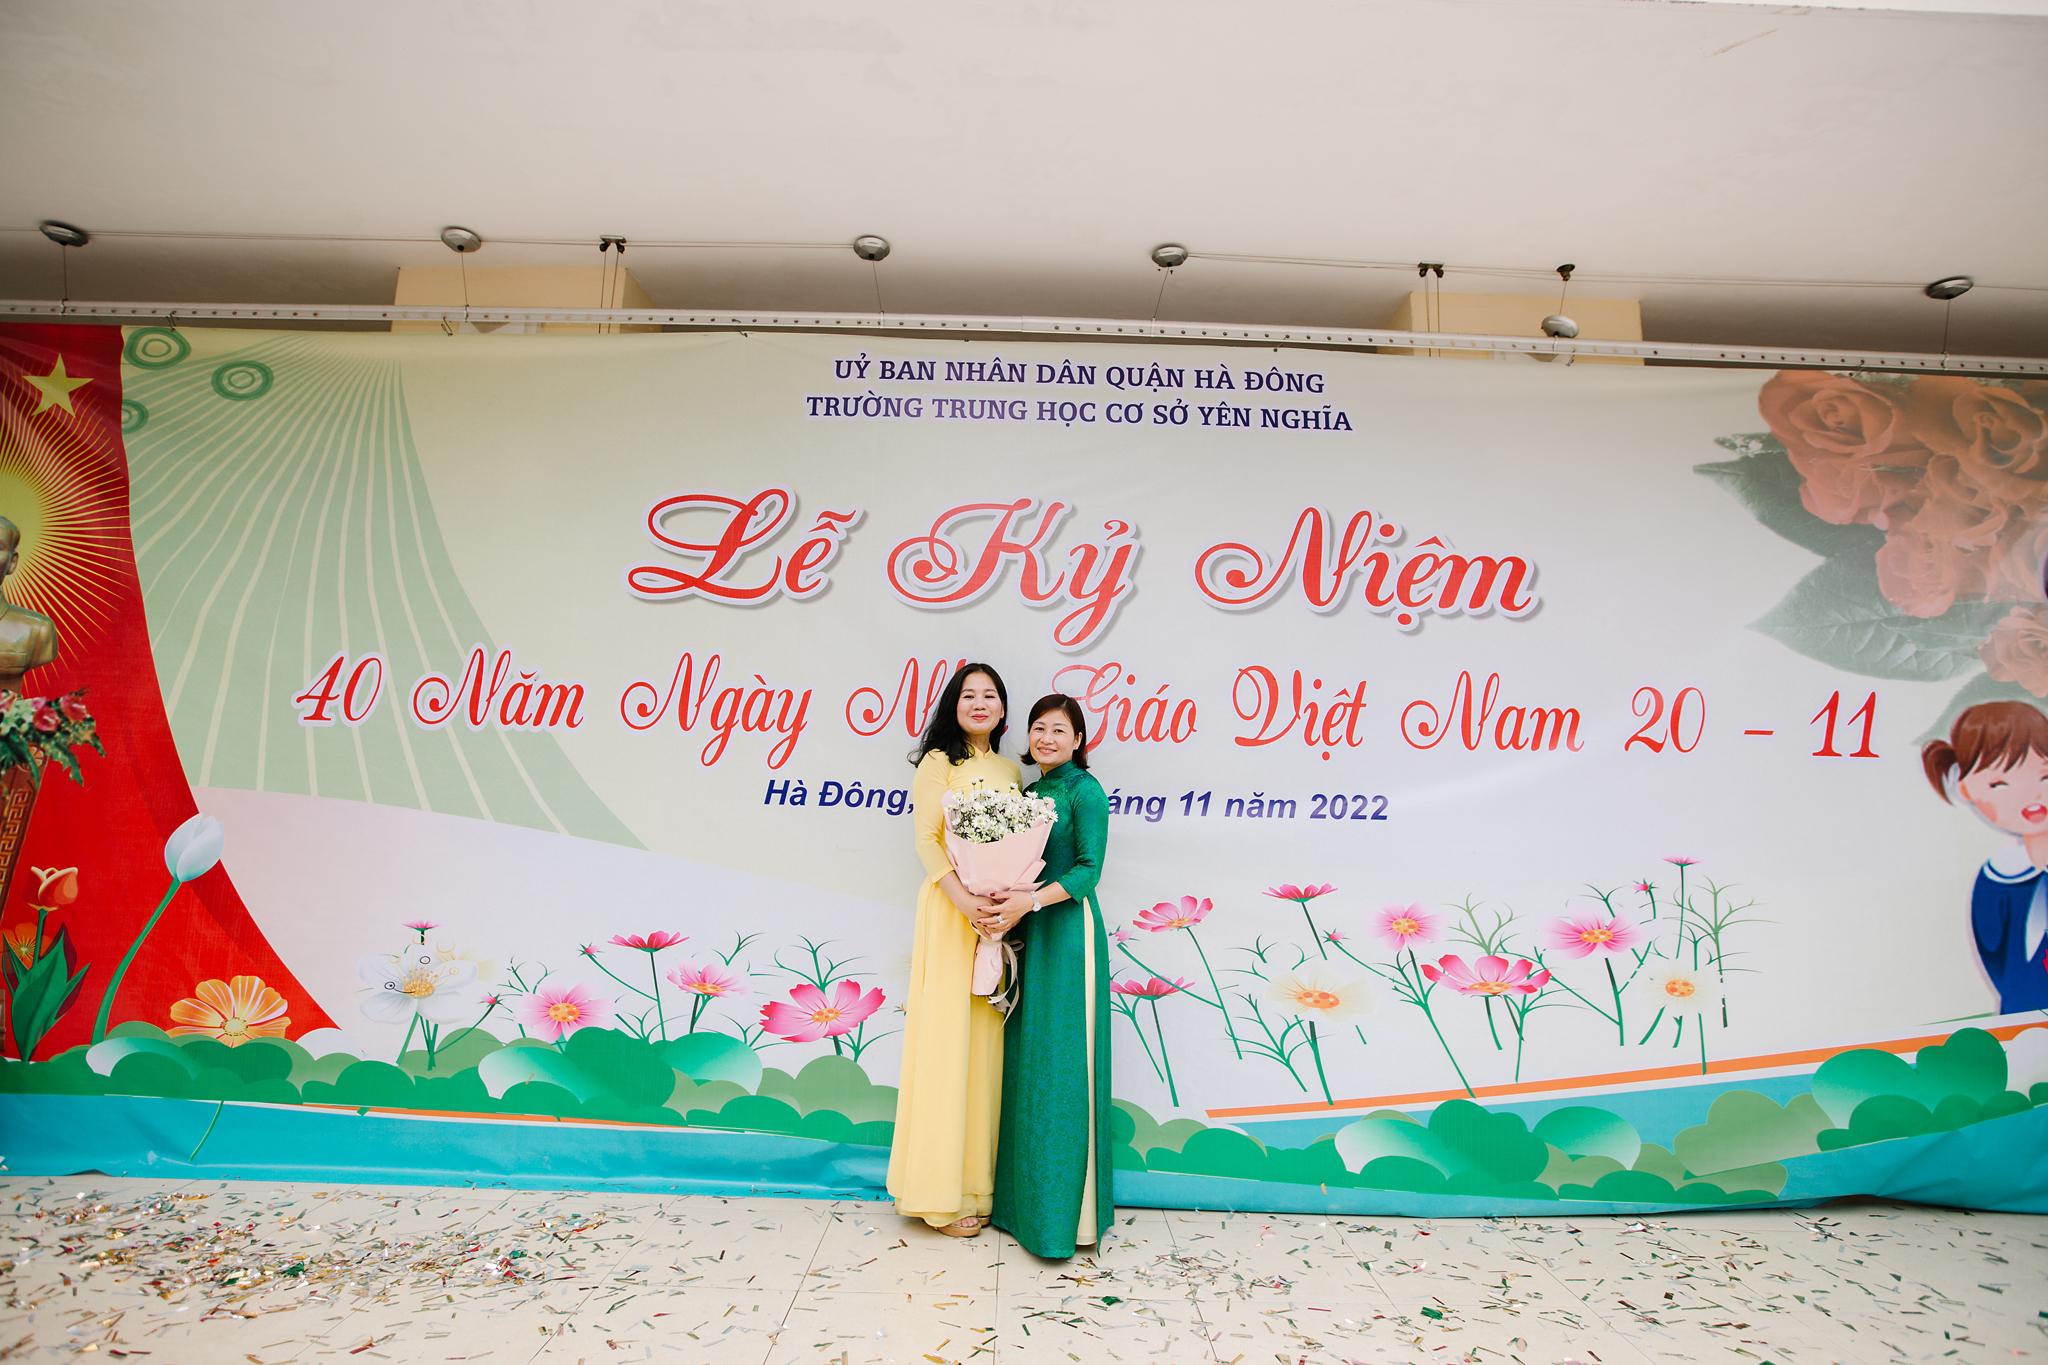 UỶ BAN NHÂN DÂN QUẬN HÀ ĐÔNG
TRƯỜNG TRUNG HỌC CƠ SỞ YÊN NGHĨA
Lễ Kỷ Niệm
40 Năm Ngày Giáo Việt Nam 20 - 11
Hà Đông, 11 năm 2022